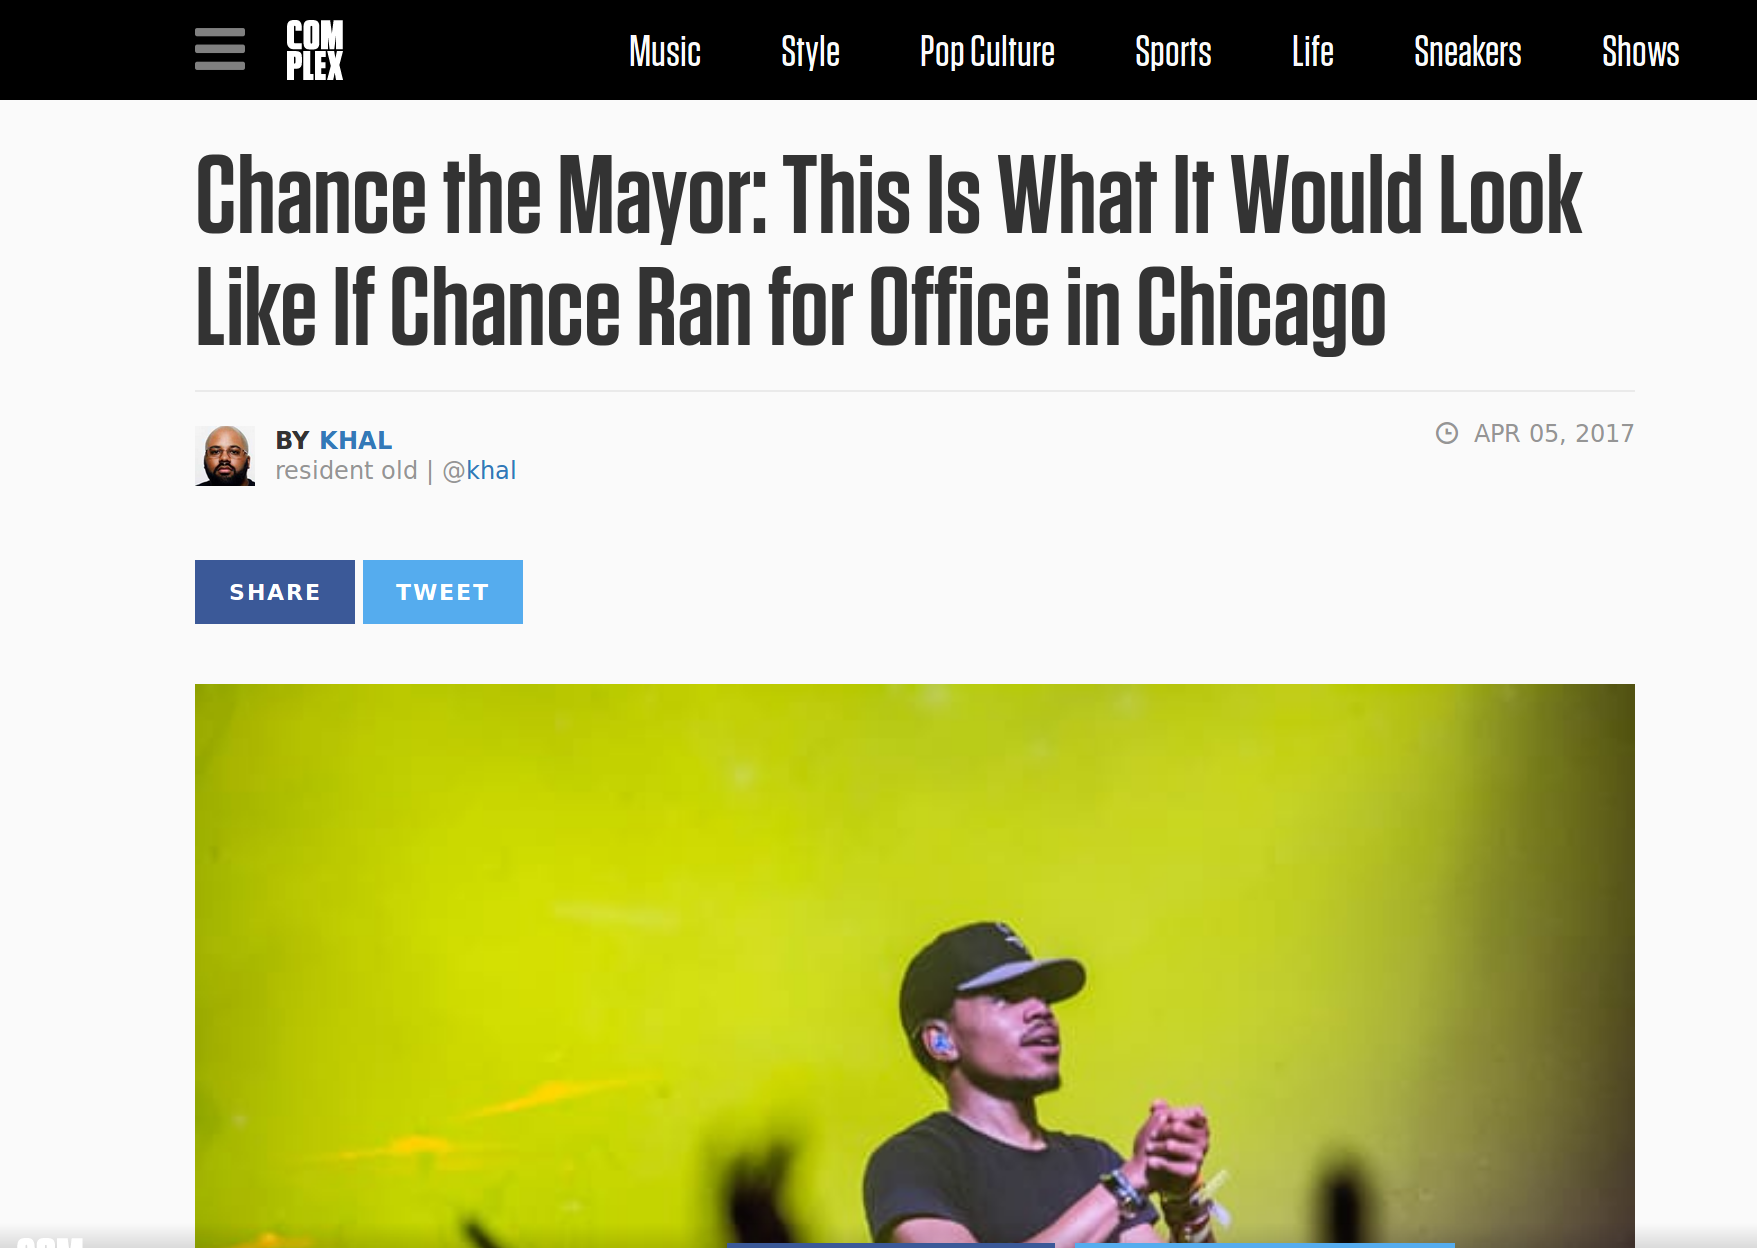 COM
PLEX
Music Style Pop Culture Sports Life Sneakers Shows
Chance the Mayor: This Is What It Would Look
Like If Chance Ran for Office in Chicago
BY KHAL
resident old | @khal
APR 05, 2017
SHARE TWEET
COM